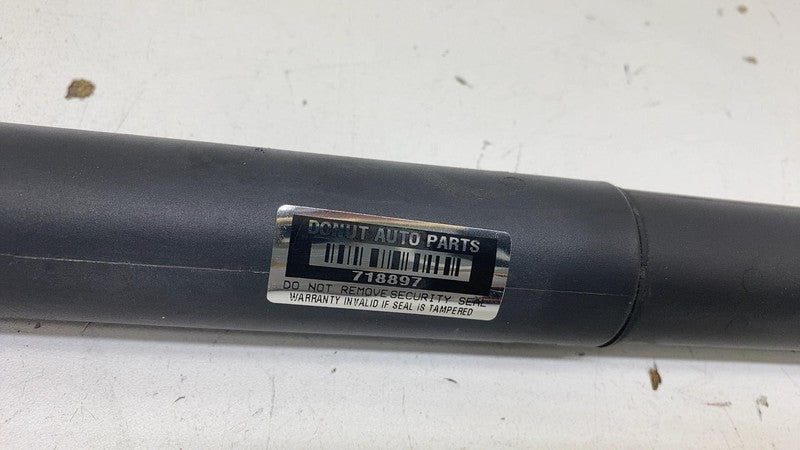 DONUT AUTO PARTS
718897
DO NOT REMOVE SECURITY SEAL
WARRANTY INVALID IF SEAL IS TAMPERED